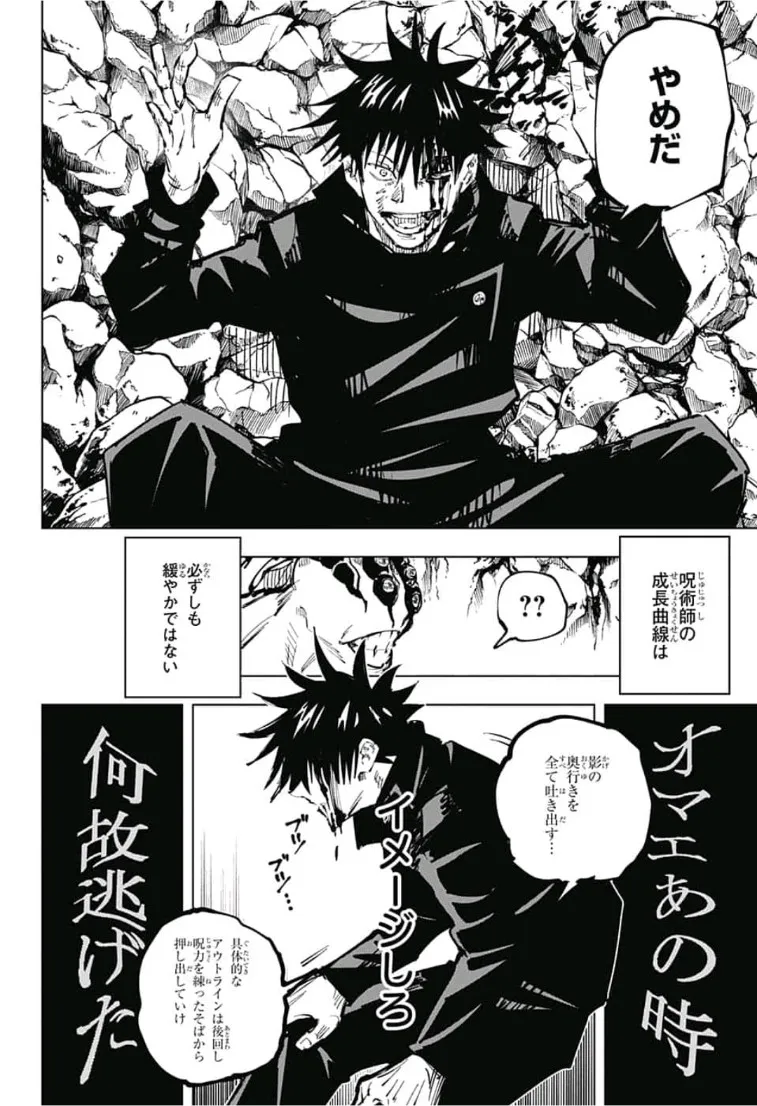 やめだ
呪術師の
成長曲線は
??
必ずしも
緩やかではない
オマエあの時
影の
奥行きを
全て吐き出す…
イメージしろ
ブツ
ブツ
具体的な
アウトラインは後回し
呪力を練ったそばから
押し出していけ
何故逃げた